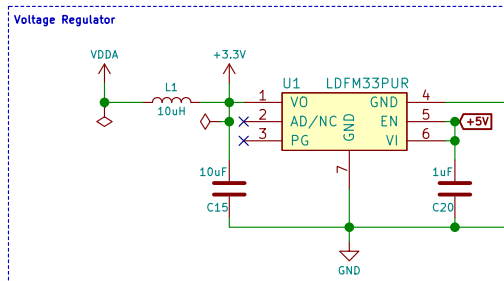 Voltage Regulator
VDDA
+3.3V
L1
10uH
U1
LDFM33PUR
1
VO
GND
4
2
AD/NC
EN
5
+5V
3
PG
VI
6
GND
7
10uF
C15
1uF
C20
GND